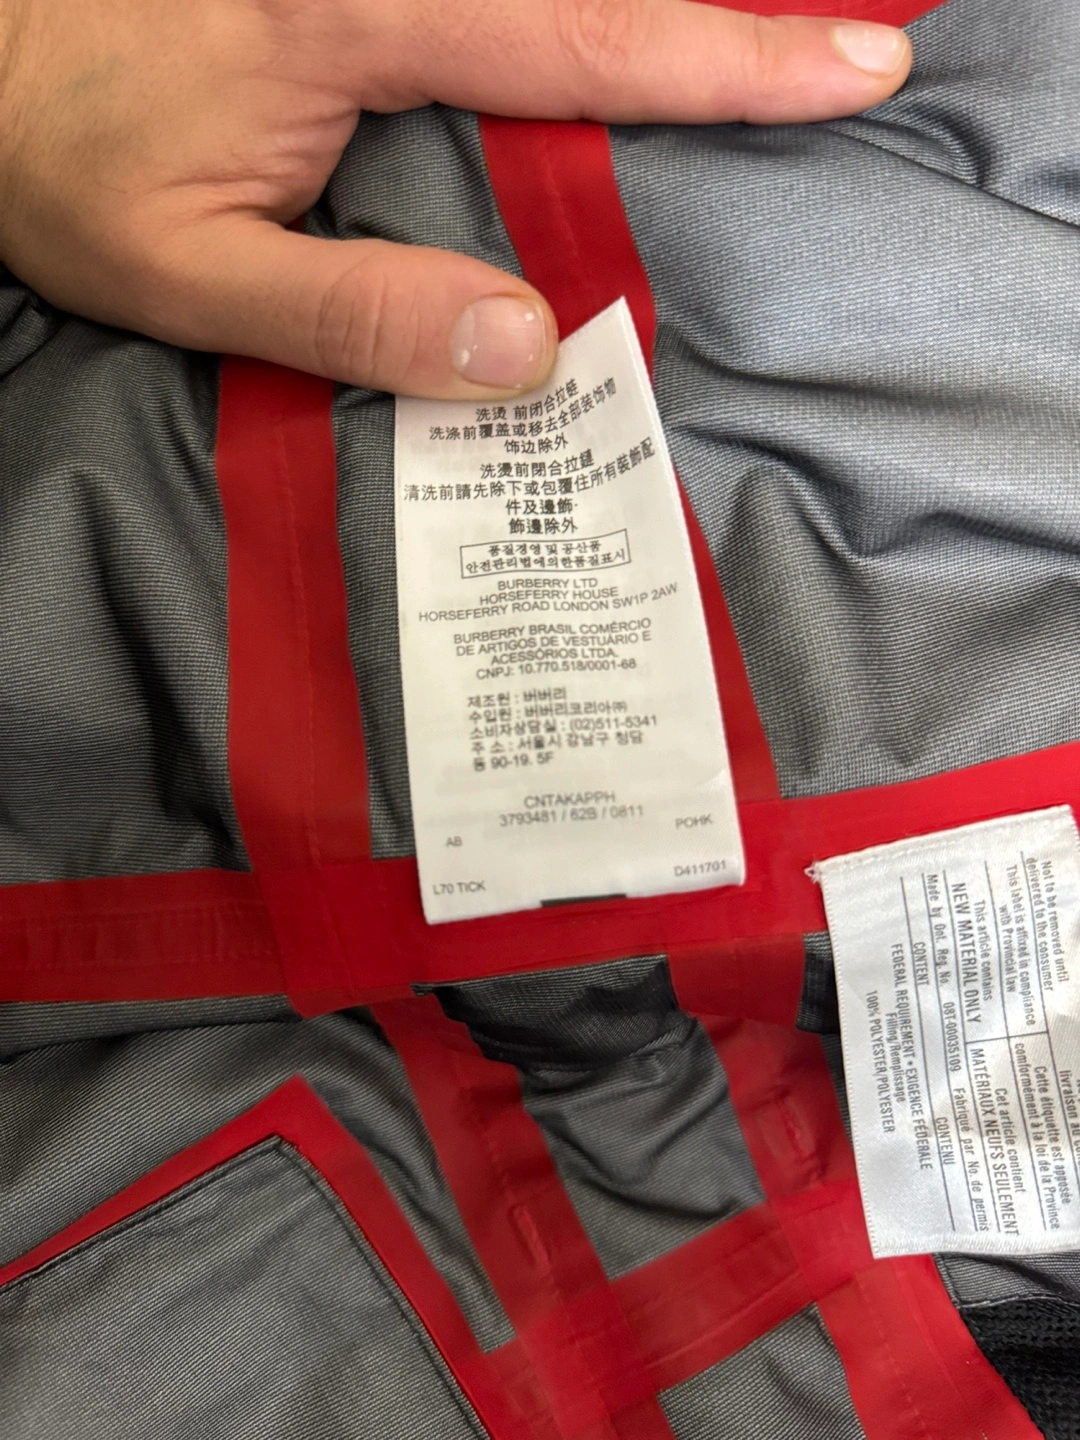 洗烫 前闭合拉链
洗涤前覆盖或移去全部装饰物
饰边除外
洗燙前閉合拉鏈
清洗前請先除下或包覆住所有裝飾配
件及邊飾·
飾邊除外
품질경영 및 공산품
안전관리법에의한품질표시
BURBERRY LTD
HORSEFERRY HOUSE
HORSEFERRY ROAD LONDON SW1P 2AW
BURBERRY BRASIL COMÉRCIO
DE ARTIGOS DE VESTUÁRIO E
ACESSÓRIOS LTDA.
CNPJ: 10.770.518/0001-68
제조원 : 버버리
수입원 : 버버리코리아㈜
소비자상담실 : (02)511-5341
주 소 : 서울시 강남구 청담
동 90-19. 5F
CNTAKAPPH
3793481 / 62B / 0811
AB POHK
L70 TICK D411701
Not to be removed until
delivered to the consumer
This label is affixed in compliance
with Provincial law
This article contains
NEW MATERIAL ONLY
Made by Ont. Reg. No. 08T-00035109 Fabriqué par No. de permis
CONTENT CONTENU
FEDERAL REQUIREMENT • EXIGENCE FÉDÉRALE
Filling/Remplissage
100% POLYESTER/POLYESTER
livraison au
Cette étiquette est apposée
conformément à la loi de la Province
Cet article contient
MATÉRIAUX NEUFS SEULEMENT